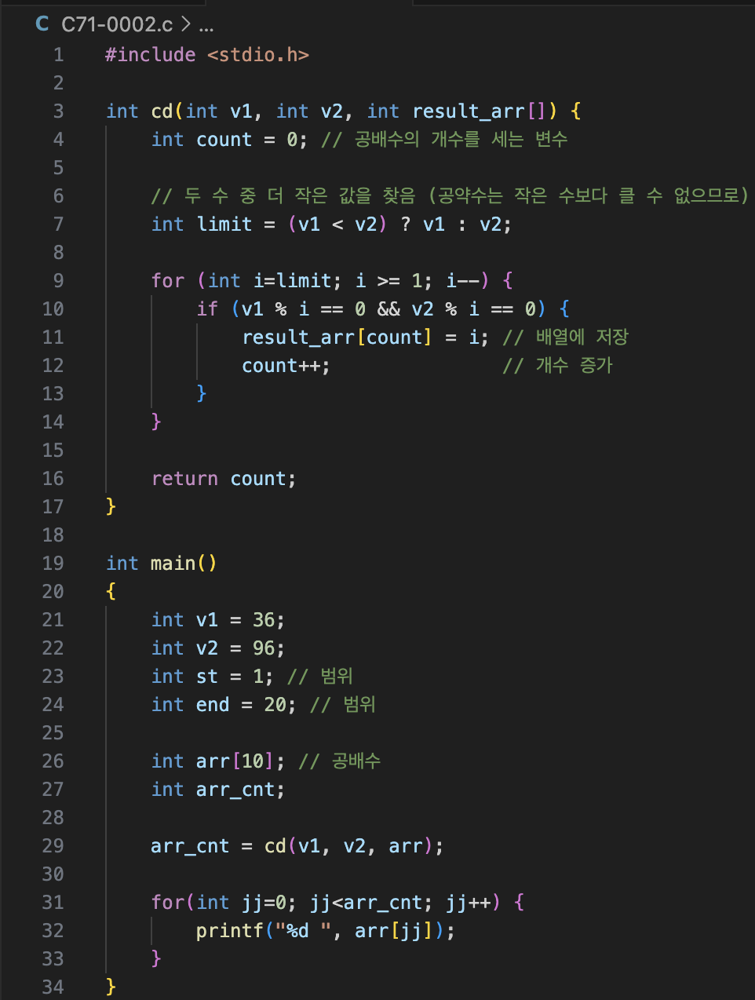 C C71-0002.c > ...
1 #include <stdio.h>
2
3 int cd(int v1, int v2, int result_arr[]) {
4     int count = 0; // 공배수의 개수를 세는 변수
5
6     // 두 수 중 더 작은 값을 찾음 (공약수는 작은 수보다 클 수 없으므로)
7     int limit = (v1 < v2) ? v1 : v2;
8
9     for (int i=limit; i >= 1; i--) {
10         if (v1 % i == 0 && v2 % i == 0) {
11             result_arr[count] = i; // 배열에 저장
12             count++;               // 개수 증가
13         }
14     }
15
16     return count;
17 }
18
19 int main()
20 {
21     int v1 = 36;
22     int v2 = 96;
23     int st = 1; // 범위
24     int end = 20; // 범위
25
26     int arr[10]; // 공배수
27     int arr_cnt;
28
29     arr_cnt = cd(v1, v2, arr);
30
31     for(int jj=0; jj<arr_cnt; jj++) {
32         printf("%d ", arr[jj]);
33     }
34 }